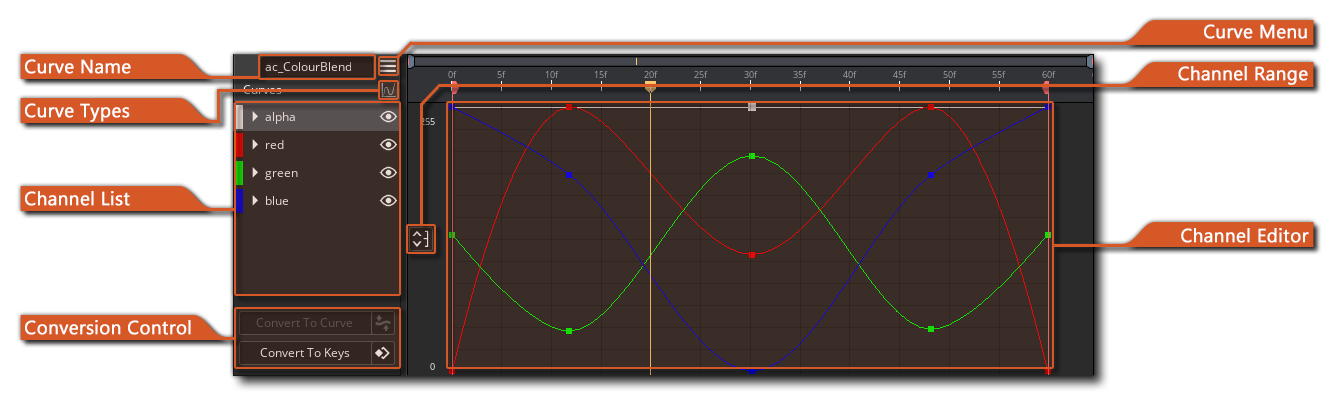 Curve Menu
Curve Name
ac_ColourBlend
Channel Range
0f 5f 10f 15f 20f 25f 30f 35f 40f 45f 50f 55f 60f
Curves
Curve Types
alpha
255
red
green
Channel List
blue
Channel Editor
Conversion Control
Convert To Curve
Convert To Keys
0